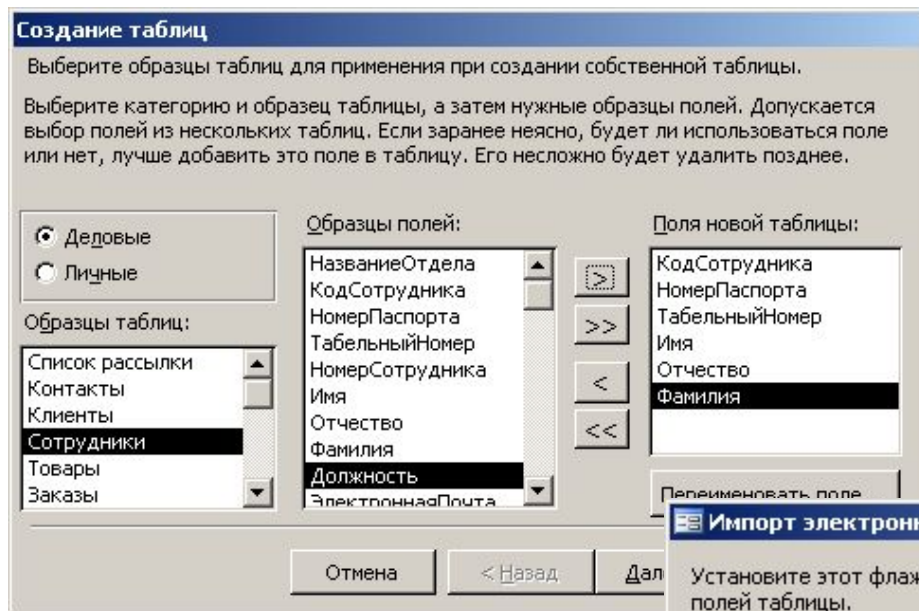 Создание таблиц
Выберите образцы таблиц для применения при создании собственной таблицы.
Выберите категорию и образец таблицы, а затем нужные образцы полей. Допускается
выбор полей из нескольких таблиц. Если заранее неясно, будет ли использоваться поле
или нет, лучше добавить это поле в таблицу. Его несложно будет удалить позднее.
Деловые
Личные
Образцы таблиц:
Список рассылки
Контакты
Клиенты
Сотрудники
Товары
Заказы
Образцы полей:
НазваниеОтдела
КодСотрудника
НомерПаспорта
ТабельныйНомер
НомерСотрудника
Имя
Отчество
Фамилия
Должность
ЭлектроннаяПочта
>
>>
<
<<
Поля новой таблицы:
КодСотрудника
НомерПаспорта
ТабельныйНомер
Имя
Отчество
Фамилия
Переименовать поле...
Отмена
< Назад
Дал
Импорт электронн
Установите этот флаж
полей таблицы.